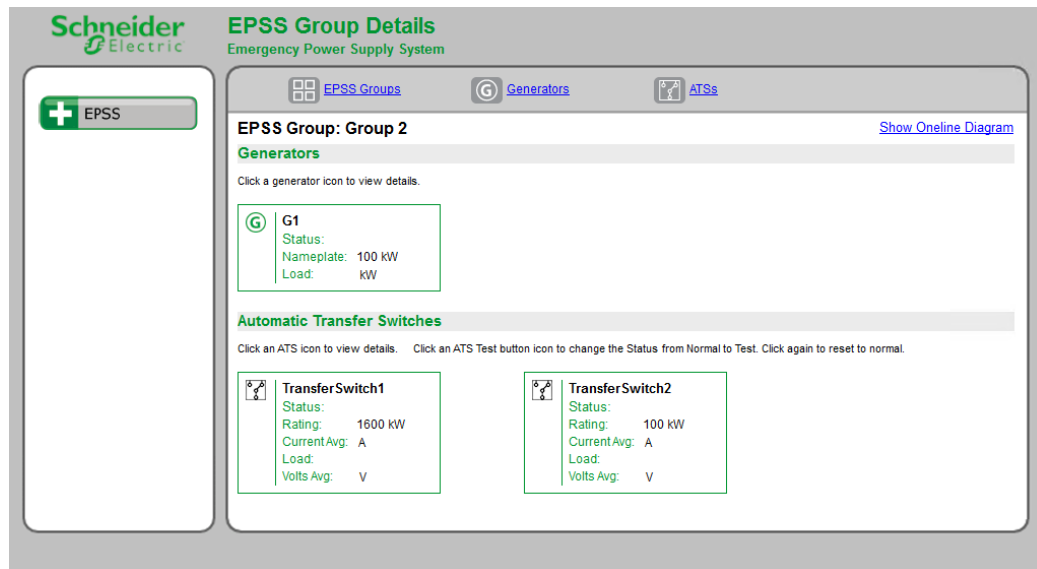 Schneider
Electric
EPSS Group Details
Emergency Power Supply System
EPSS
EPSS Groups
G
Generators
ATSs
EPSS Group: Group 2
Show Oneline Diagram
Generators
Click a generator icon to view details.
G
G1
Status:
Nameplate: 100 kW
Load: kW
Automatic Transfer Switches
Click an ATS icon to view details. Click an ATS Test button icon to change the Status from Normal to Test. Click again to reset to normal.
TransferSwitch1
Status:
Rating: 1600 kW
Current Avg: A
Load:
Volts Avg: V
TransferSwitch2
Status:
Rating: 100 kW
Current Avg: A
Load:
Volts Avg: V